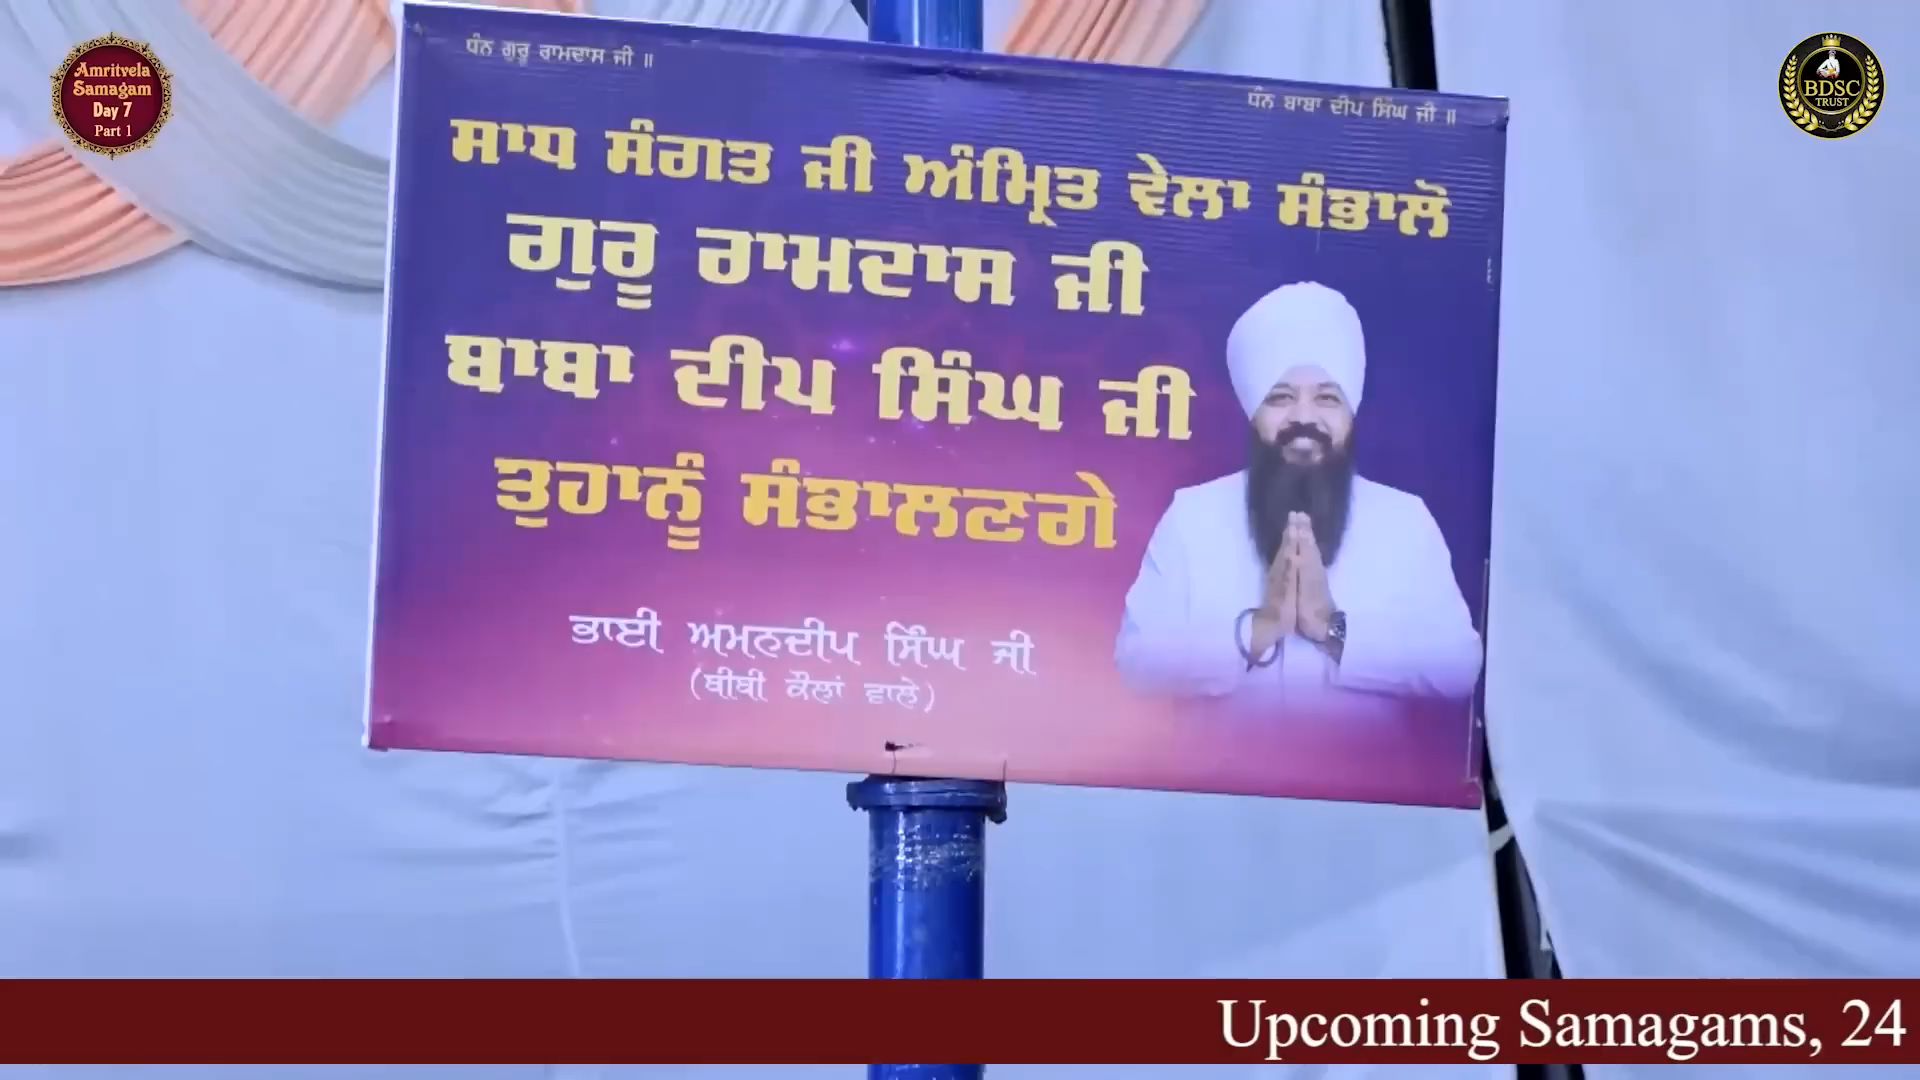 Amritvela
Samagam
Day 7
Part 1
BDSC
TRUST
ਧੰਨ ਗੁਰੂ ਰਾਮਦਾਸ ਜੀ ॥
ਧੰਨ ਬਾਬਾ ਦੀਪ ਸਿੰਘ ਜੀ ॥
ਸਾਧ ਸੰਗਤ ਜੀ ਅੰਮ੍ਰਿਤ ਵੇਲਾ ਸੰਭਾਲੋ
ਗੁਰੂ ਰਾਮਦਾਸ ਜੀ
ਬਾਬਾ ਦੀਪ ਸਿੰਘ ਜੀ
ਤੁਹਾਨੂੰ ਸੰਭਾਲਣਗੇ
ਭਾਈ ਅਮਨਦੀਪ ਸਿੰਘ ਜੀ
(ਬੀਬੀ ਕੌਲਾਂ ਵਾਲੇ)
Upcoming Samagams, 24